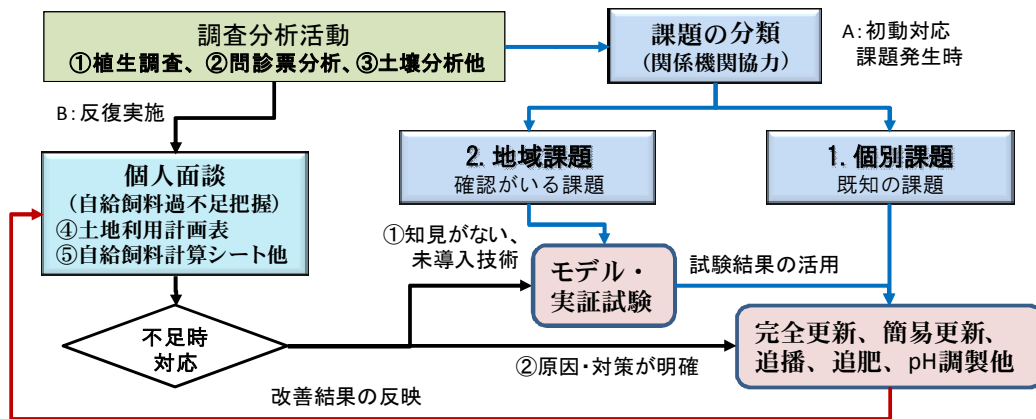 調査分析活動
①植生調査、②問診票分析、③土壌分析他
課題の分類
（関係機関協力）
A：初動対応
課題発生時
B：反復実施
個人面談
（自給飼料過不足把握）
④土地利用計画表
⑤自給飼料計算シート他
2. 地域課題
確認がいる課題
1. 個別課題
既知の課題
①知見がない、
未導入技術
モデル・
実証試験
試験結果の活用
不足時
対応
②原因・対策が明確
完全更新、簡易更新、
追播、追肥、pH調製他
改善結果の反映